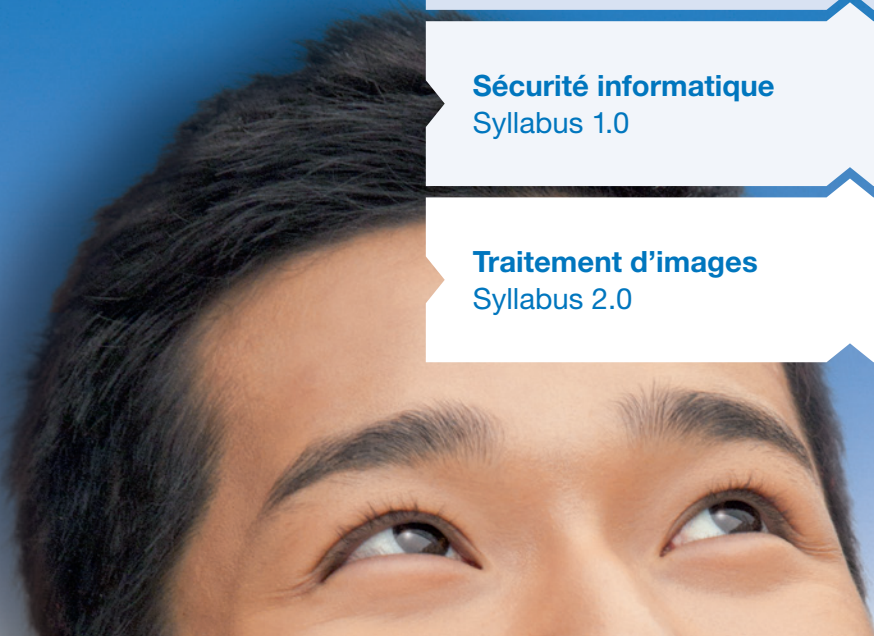 Sécurité informatique
Syllabus 1.0
Traitement d’images
Syllabus 2.0